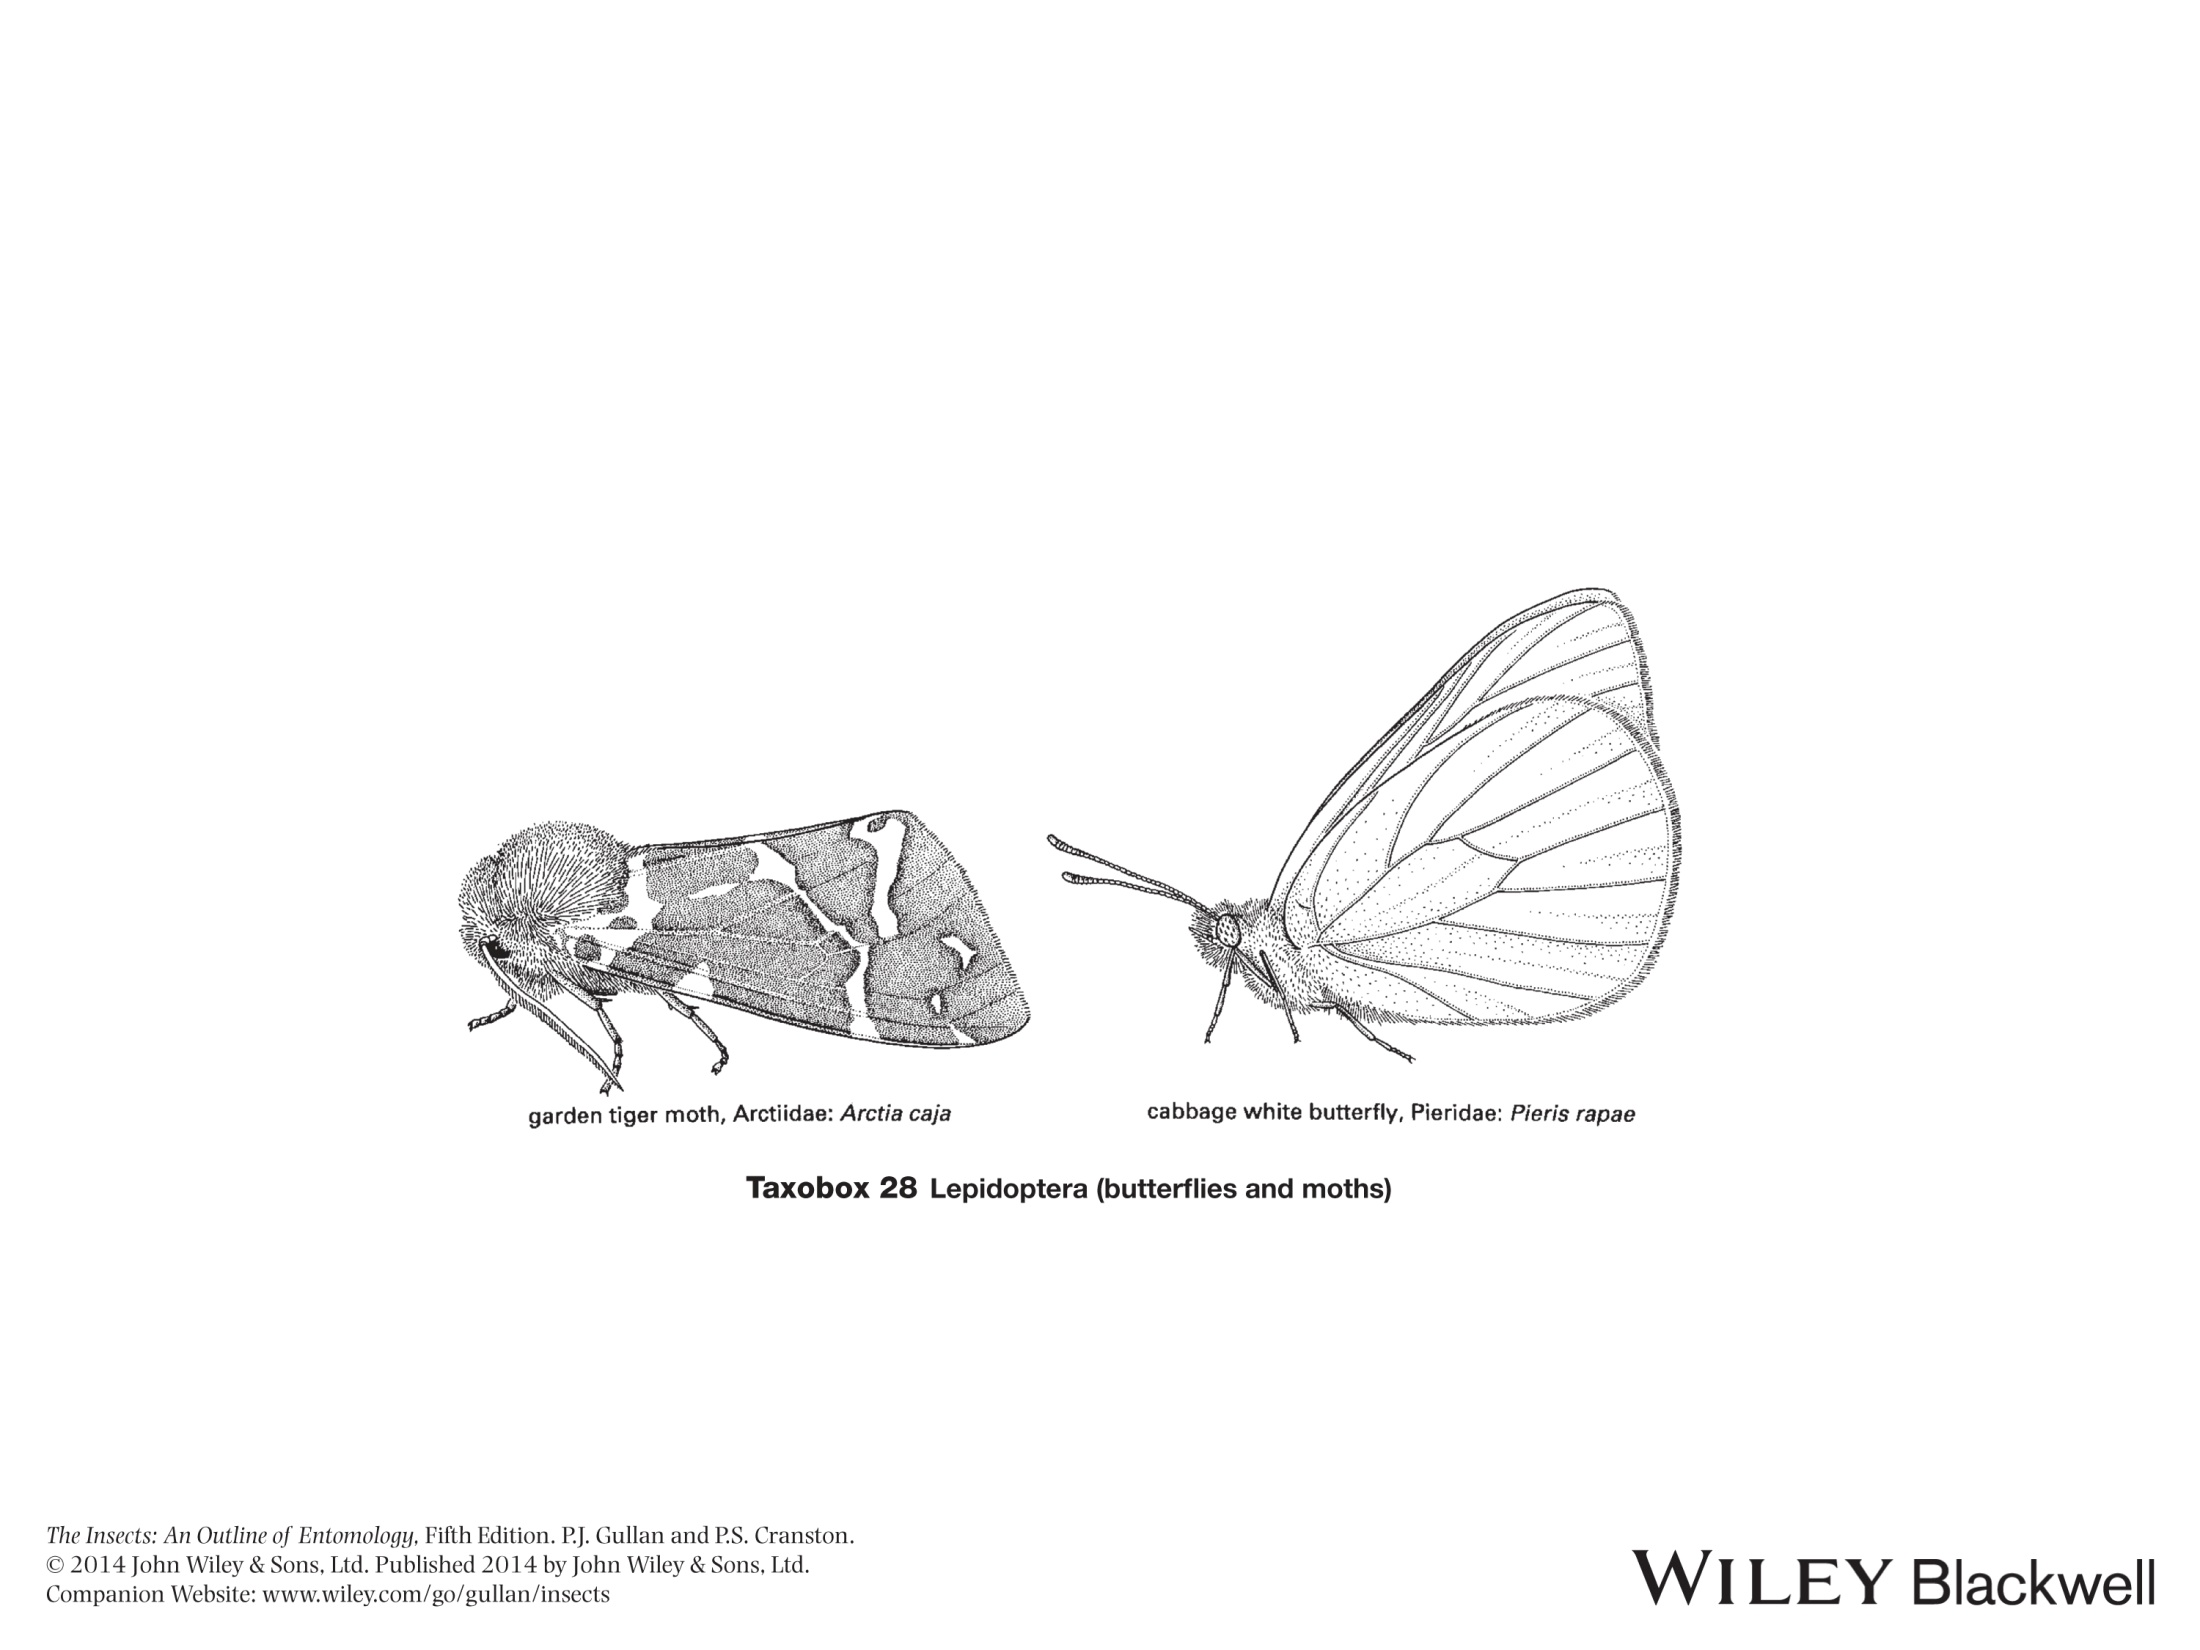 garden tiger moth, Arctiidae: Arctia caja
cabbage white butterfly, Pieridae: Pieris rapae
Taxobox 28 Lepidoptera (butterflies and moths)
The Insects: An Outline of Entomology, Fifth Edition. P.J. Gullan and P.S. Cranston.
© 2014 John Wiley & Sons, Ltd. Published 2014 by John Wiley & Sons, Ltd.
Companion Website: www.wiley.com/go/gullan/insects
WILEY Blackwell